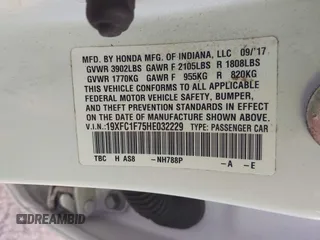 MFD. BY HONDA MFG. OF INDIANA, LLC 09/'17
GVWR 3902LBS GAWR F 2105LBS R 1808LBS
GVWR 1770KG GAWR F 955KG R 820KG
THIS VEHICLE CONFORMS TO ALL APPLICABLE
FEDERAL MOTOR VEHICLE SAFETY, BUMPER,
AND THEFT PREVENTION STANDARDS IN EFFECT
ON THE DATE OF MANUFACTURE SHOWN ABOVE.
V.I.N.:19XFC1F75HE032229 TYPE: PASSENGER CAR
TBC H AS8 -NH788P -A -E
DREAMBID